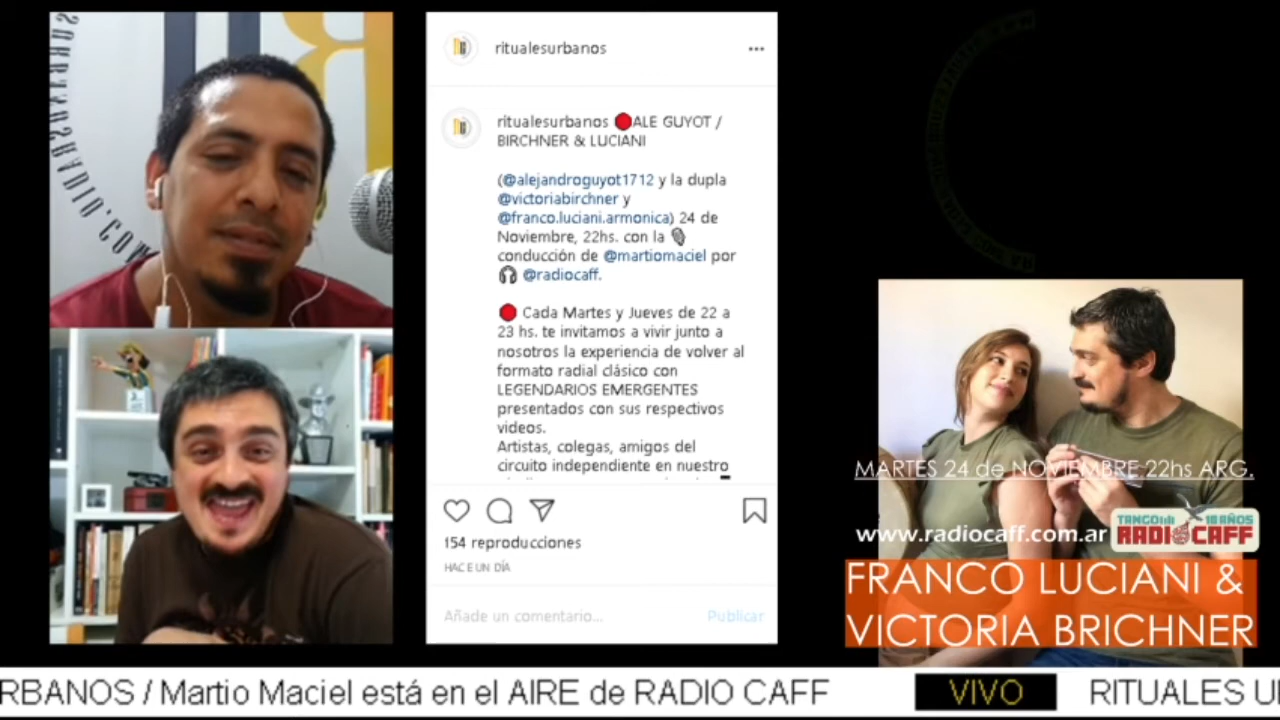 ritualesurbanos
ritualesurbanos ALE GUYOT /
BIRCHNER & LUCIANI
(@alejandroguyot1712 y la dupla
@victoriabirchner y
@franco.luciani.armonica) 24 de
Noviembre, 22hs. con la
conducción de @martiomaciel por
@radiocaff.
Cada Martes y Jueves de 22 a
23 hs. te invitamos a vivir junto a
nosotros la experiencia de volver al
formato radial clásico con
LEGENDARIOS EMERGENTES
presentados con sus respectivos
videos.
Artistas, colegas, amigos del
circuito independiente en nuestro
154 reproducciones
HACE UN DÍA
Añade un comentario...
Publicar
MARTES 24 de NOVIEMBRE 22hs ARG.
www.radiocaff.com.ar
TANGO 10 AÑOS
RADIO CAFF
FRANCO LUCIANI &
VICTORIA BRICHNER
RBANOS / Martio Maciel está en el AIRE de RADIO CAFF VIVO RITUALES U